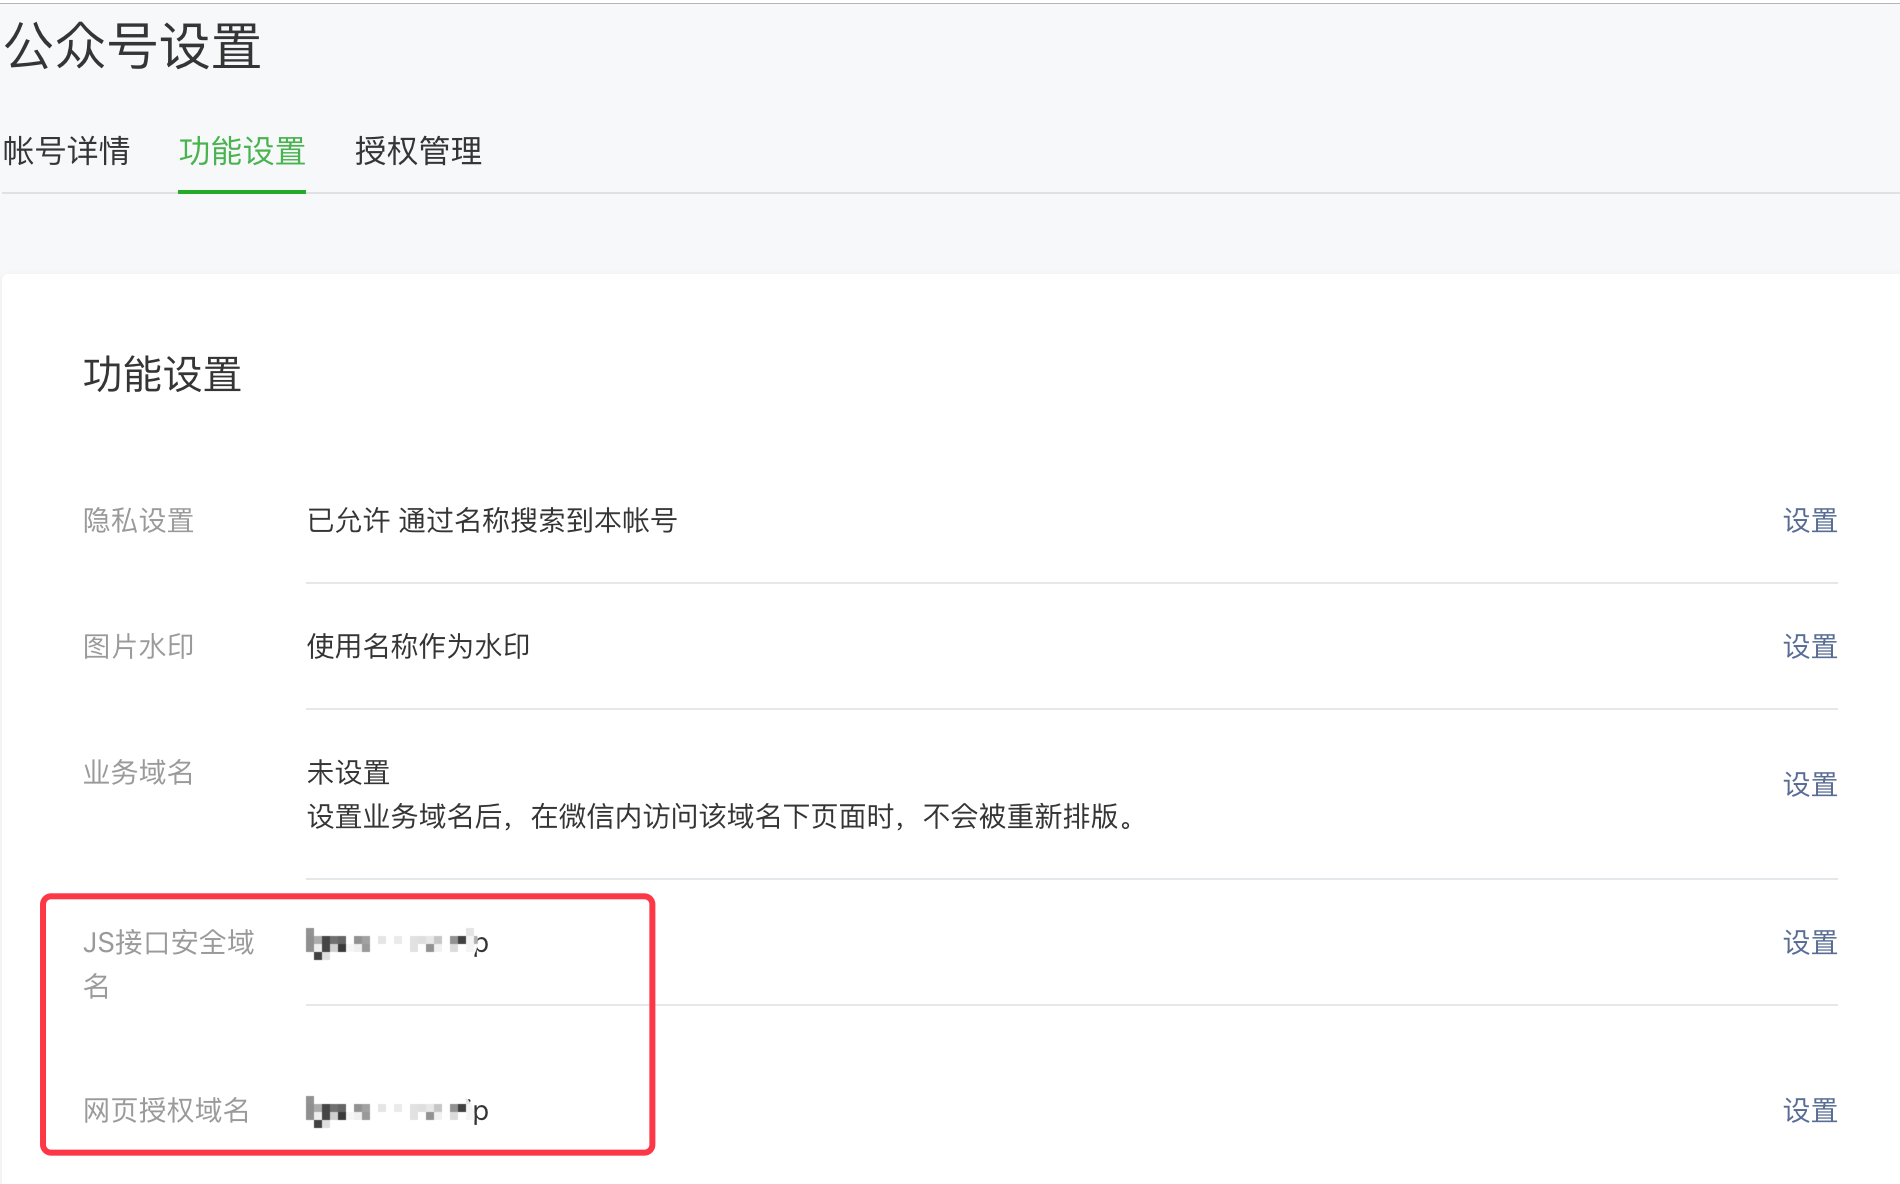 公众号设置
帐号详情 功能设置 授权管理
功能设置
隐私设置 已允许 通过名称搜索到本帐号 设置
图片水印 使用名称作为水印 设置
业务域名 未设置 设置
设置业务域名后，在微信内访问该域名下页面时，不会被重新排版。
JS接口安全域 设置
名
网页授权域名 设置